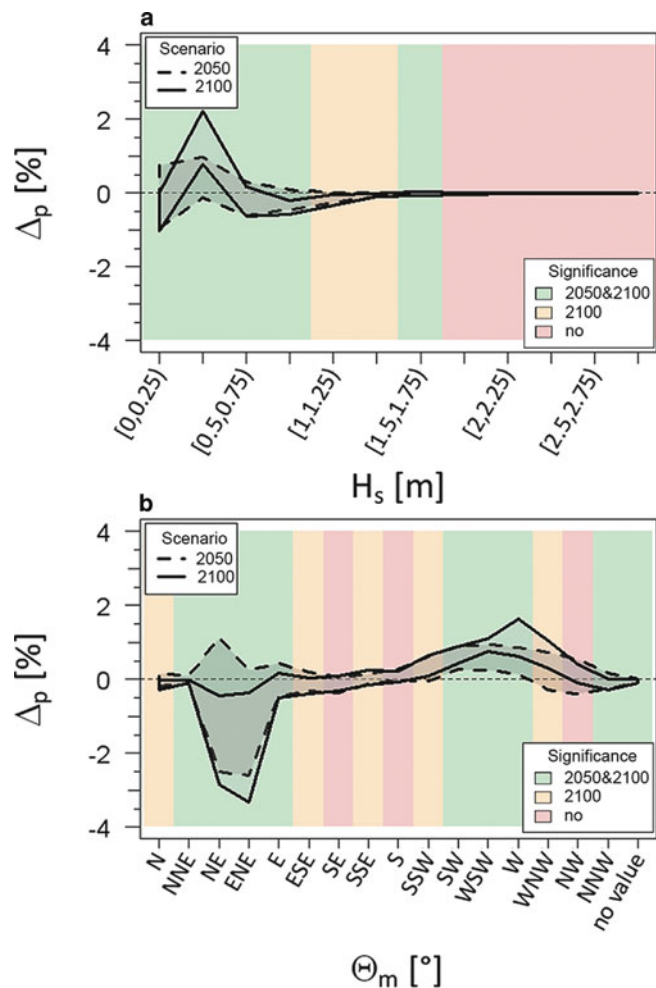 a
4
2
0
-2
-4
Δp [%]
Scenario
2050
2100
Significance
2050&2100
2100
no
[0,0.25)
[0.5,0.75)
[1,1.25)
[1.5,1.75)
[2,2.25)
[2.5,2.75)
Hs [m]
b
4
2
0
-2
-4
Δp [%]
Scenario
2050
2100
Significance
2050&2100
2100
no
N
NNE
NE
ENE
E
ESE
SE
SSE
S
SSW
SW
WSW
W
WNW
NW
NNW
no value
Θm [°]